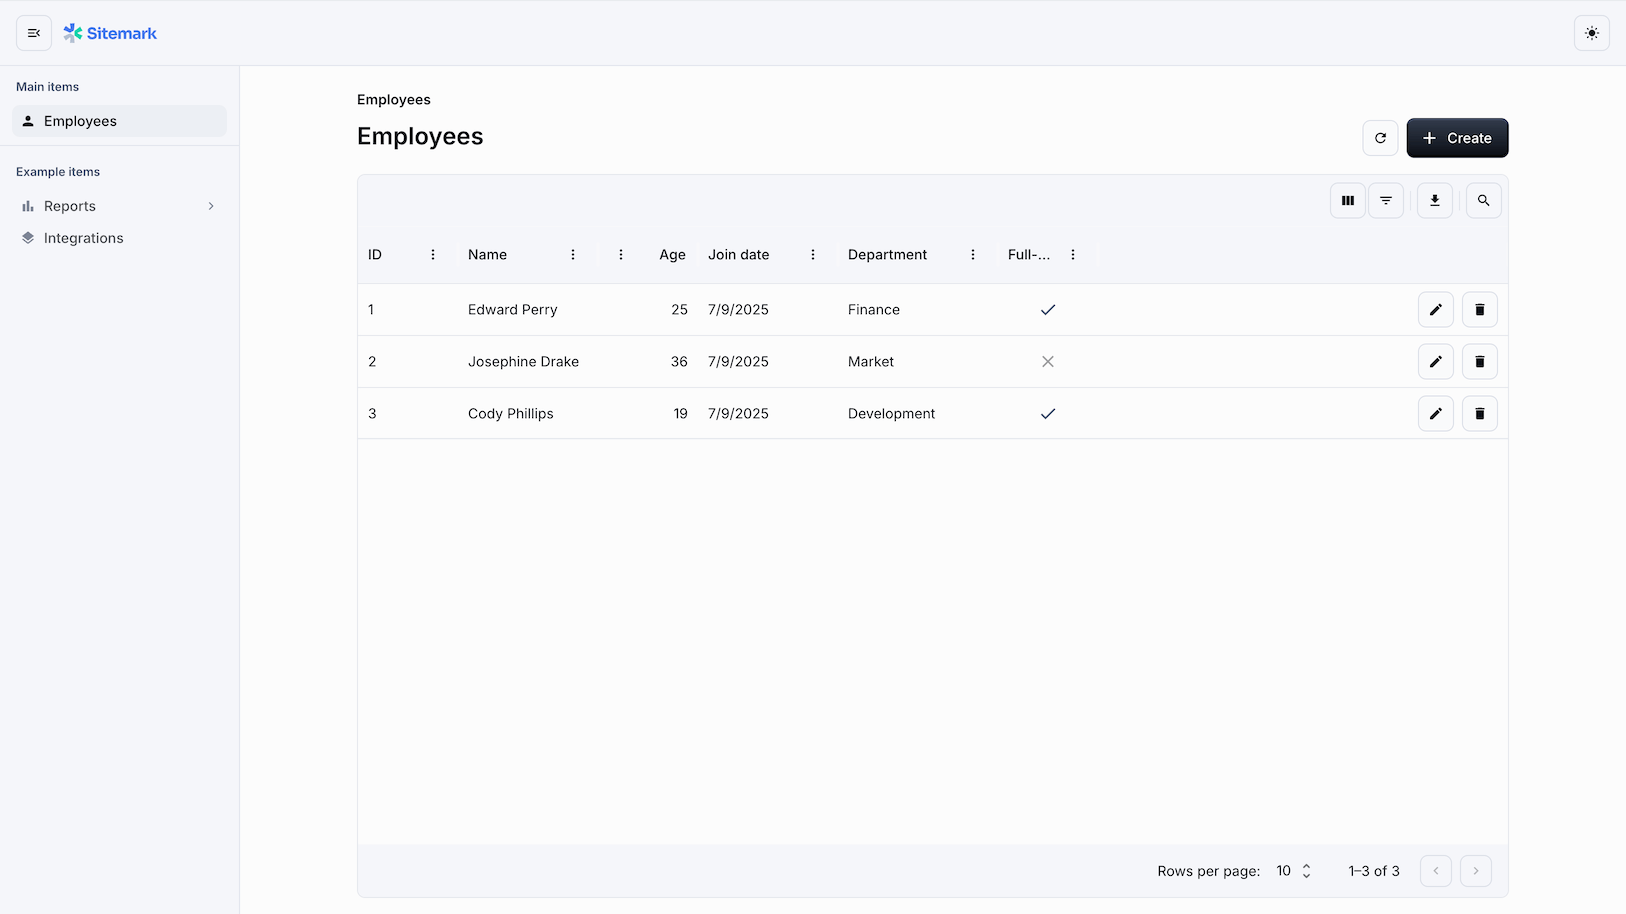 Sitemark
Main items
Employees
Example items
Reports
Integrations
Employees
Employees
Create
ID Name Age Join date Department Full-...
1 Edward Perry 25 7/9/2025 Finance
2 Josephine Drake 36 7/9/2025 Market
3 Cody Phillips 19 7/9/2025 Development
Rows per page: 10 1–3 of 3